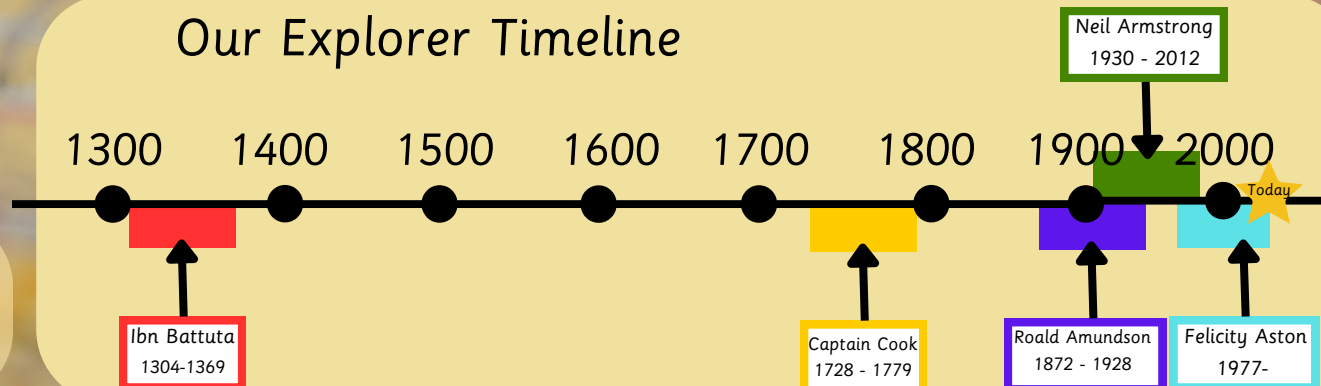 Our Explorer Timeline
Neil Armstrong
1930 - 2012
1300 1400 1500 1600 1700 1800 1900 2000
Today
Ibn Battuta
1304-1369
Captain Cook
1728 - 1779
Roald Amundson
1872 - 1928
Felicity Aston
1977-